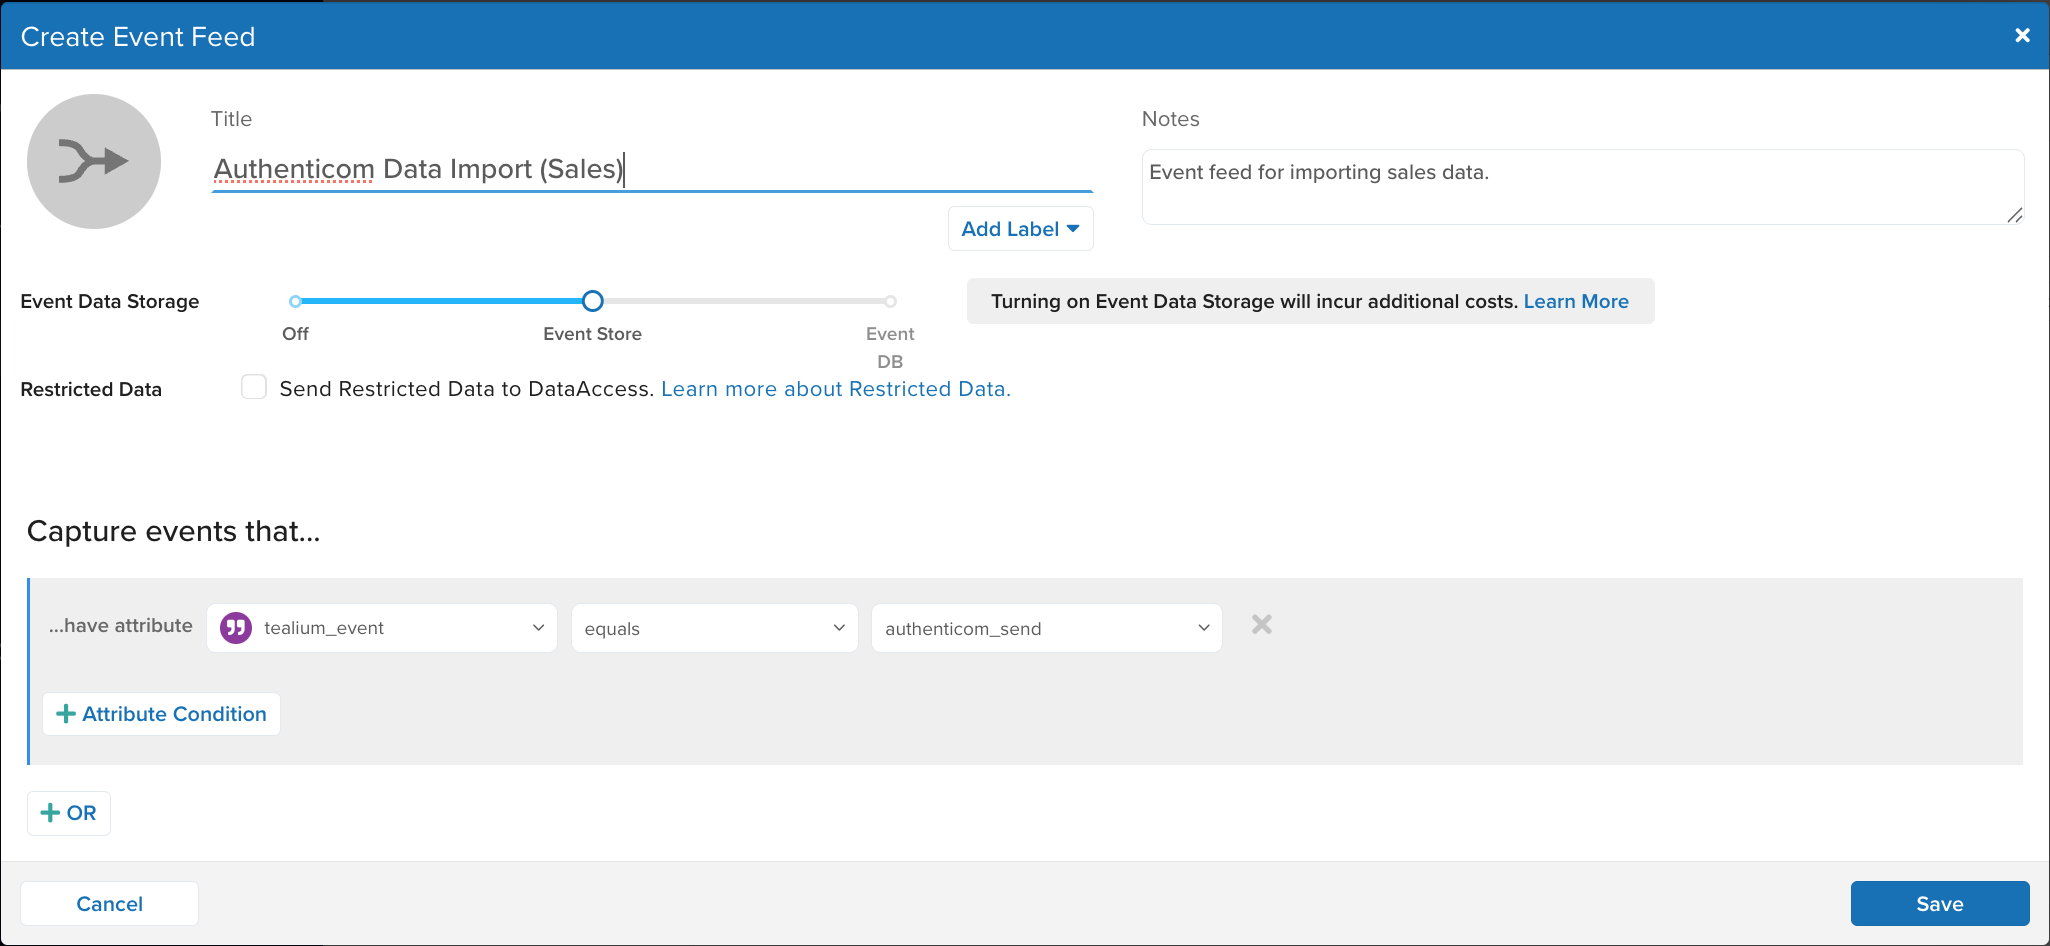 Create Event Feed
Title
Authenticom Data Import (Sales)
Add Label
Notes
Event feed for importing sales data.
Event Data Storage
Off
Event Store
Event
DB
Turning on Event Data Storage will incur additional costs. Learn More
Restricted Data
Send Restricted Data to DataAccess. Learn more about Restricted Data.
Capture events that...
...have attribute
tealium_event
equals
authenticom_send
Attribute Condition
OR
Cancel
Save